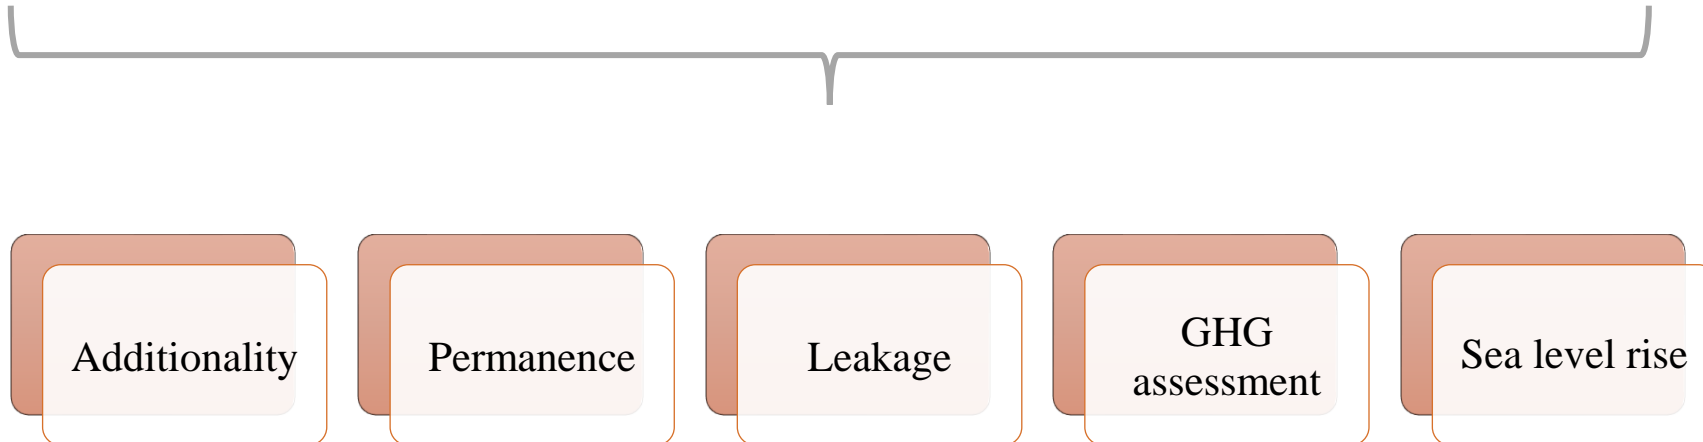 Additionality
Permanence
Leakage
GHG
assessment
Sea level rise